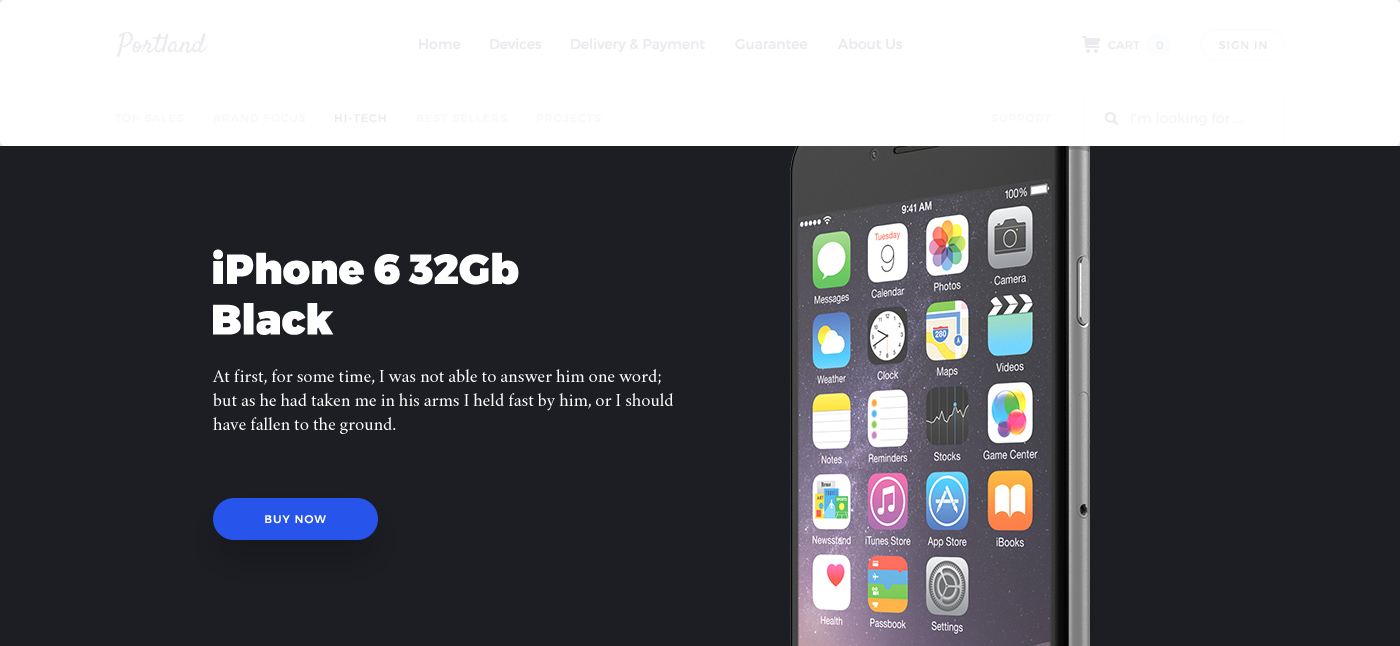 Portland
Home Devices Delivery & Payment Guarantee About Us
CART 0 SIGN IN
TOP SALES BRAND FOCUS HI-TECH BEST SELLERS PROJECTS
SUPPORT I'm looking for ...
iPhone 6 32Gb
Black
At first, for some time, I was not able to answer him one word;
but as he had taken me in his arms I held fast by him, or I should
have fallen to the ground.
BUY NOW
9:41 AM 100%
Tuesday
9
Messages Calendar Photos Camera
280
Weather Clock Maps Videos
Notes Reminders Stocks Game Center
Newsstand iTunes Store App Store iBooks
Health Passbook Settings